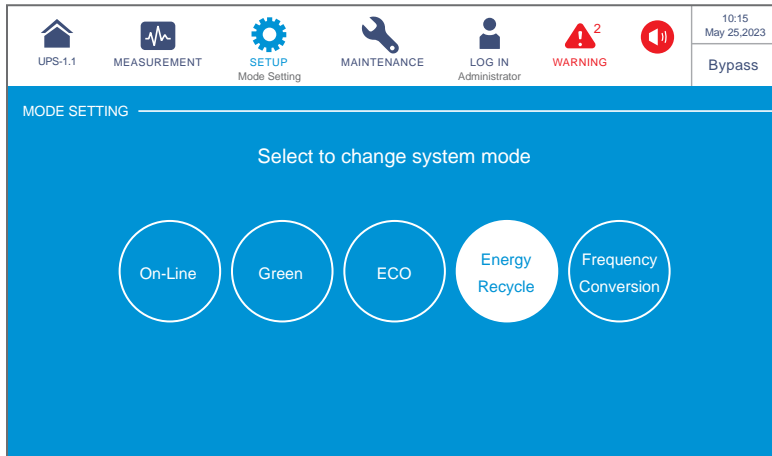 UPS-1.1
MEASUREMENT
SETUP
Mode Setting
MAINTENANCE
LOG IN
Administrator
2
WARNING
10:15
May 25,2023
Bypass
MODE SETTING
Select to change system mode
On-Line
Green
ECO
Energy
Recycle
Frequency
Conversion